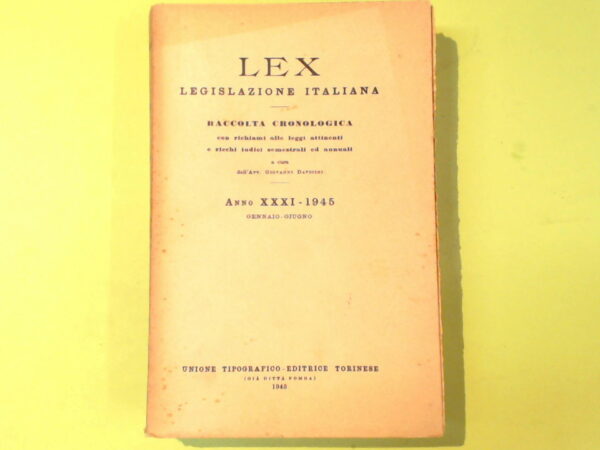 LEX
LEGISLAZIONE ITALIANA
RACCOLTA CRONOLOGICA
con richiami alle leggi attinenti
e ricchi indici semestrali ed annuali
a cura
dell'Avv. GIOVANNI DAVICINI
ANNO XXXI - 1945
GENNAIO-GIUGNO
UNIONE TIPOGRAFICO-EDITRICE TORINESE
(GIÀ DITTA POMBA)
1945